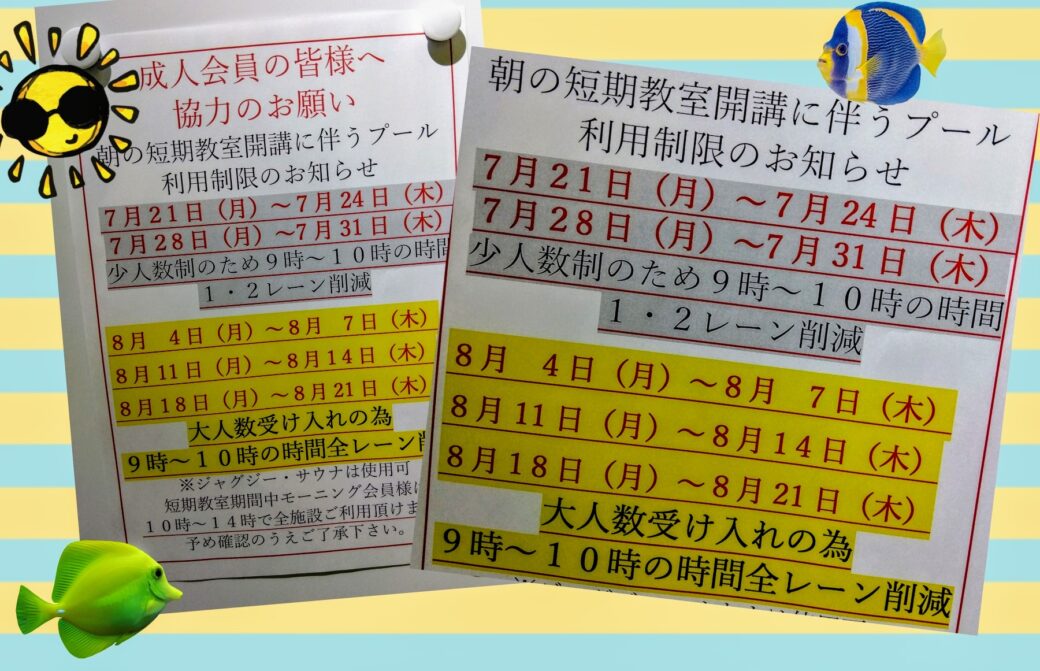 成人会員の皆様へ
協力のお願い
朝の短期教室開講に伴うプール
利用制限のお知らせ
7月21日（月）～7月24日（木）
7月28日（月）～7月31日（木）
少人数制のため9時～10時の時間
1・2レーン削減
8月 4日（月）～8月 7日（木）
8月11日（月）～8月14日（木）
8月18日（月）～8月21日（木）
大人数受け入れの為
9時～10時の時間全レーン削
※ジャグジー・サウナは使用可
短期教室期間中モーニング会員様は
10時～14時で全施設ご利用頂けま
予め確認のうえご了承下さい。
朝の短期教室開講に伴うプール
利用制限のお知らせ
7月21日（月）～7月24日（木）
7月28日（月）～7月31日（木）
少人数制のため9時～10時の時間
1・2レーン削減
8月 4日（月）～8月 7日（木）
8月11日（月）～8月14日（木）
8月18日（月）～8月21日（木）
大人数受け入れの為
9時～10時の時間全レーン削減